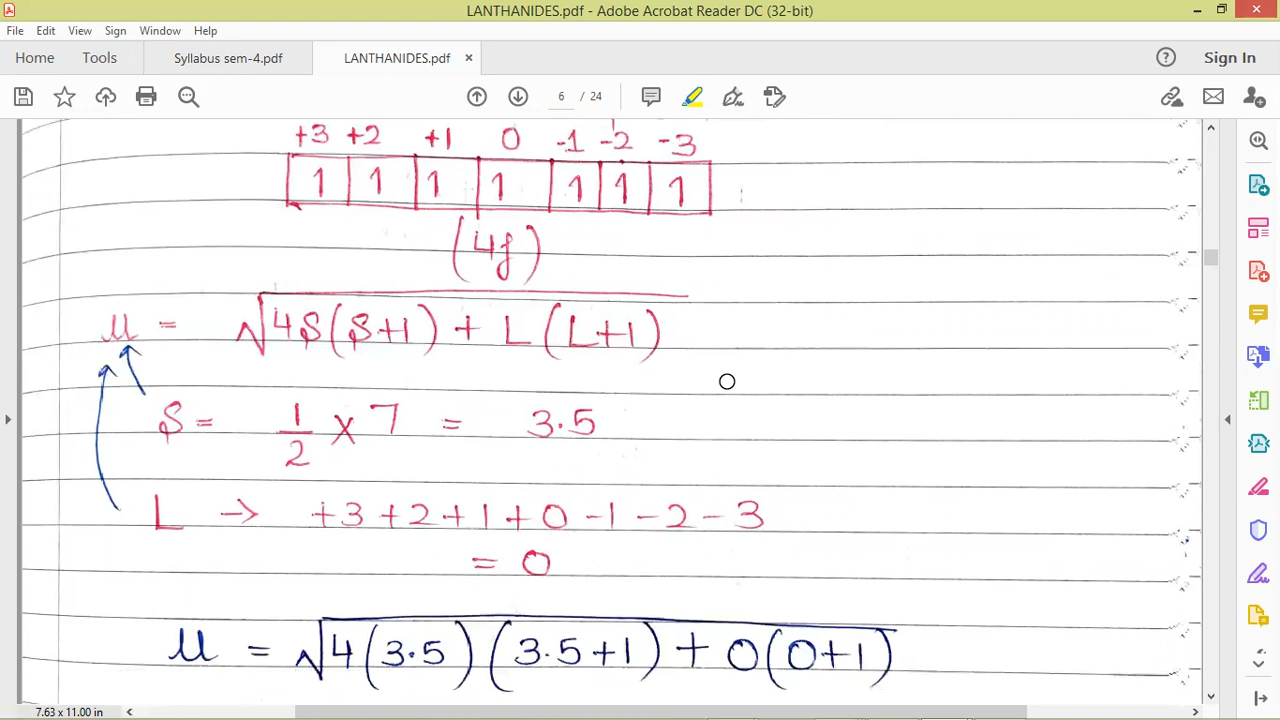 LANTHANIDES.pdf - Adobe Acrobat Reader DC (32-bit)
File Edit View Sign Window Help
Home Tools Syllabus sem-4.pdf LANTHANIDES.pdf × Sign In
6 / 24
+3 +2 +1 0 -1 -2 -3
1 1 1 1 1 1 1
(4f)
μ = √4S(S+1) + L(L+1)
S = 1/2 × 7 = 3.5
L → +3+2+1+0-1-2-3
= 0
μ = √4(3.5)(3.5+1) + 0(0+1)
7.63 x 11.00 in